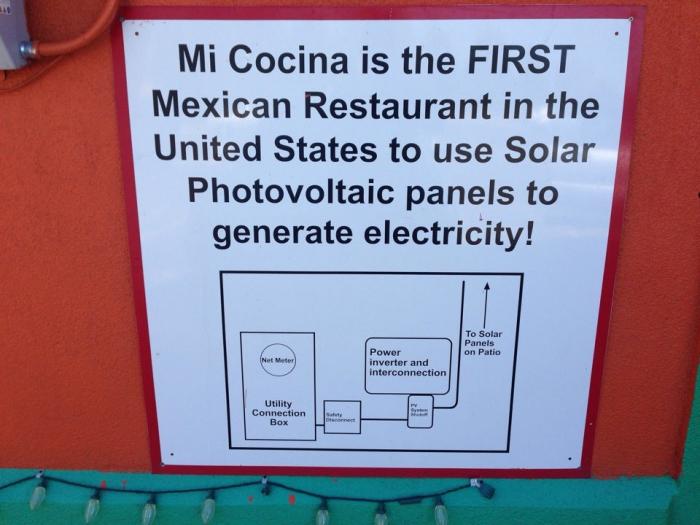 Mi Cocina is the FIRST
Mexican Restaurant in the
United States to use Solar
Photovoltaic panels to
generate electricity!
To Solar
Panels
on Patio
Net Meter
Power
inverter and
interconnection
Utility
Connection
Box
Safety
Disconnect
PV
System
Shutoff